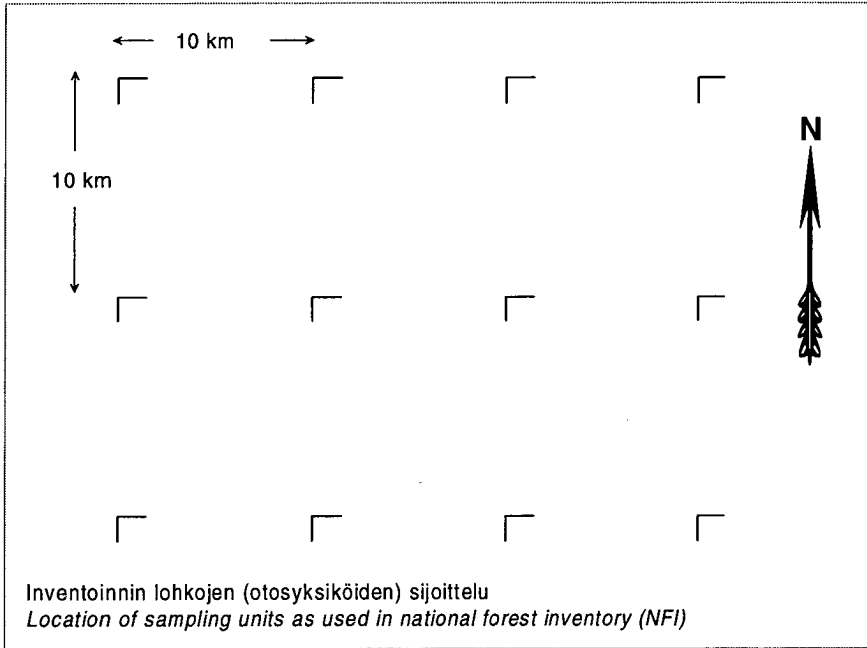 10 km
10 km
N
Inventoinnin lohkojen (otosyksiköiden) sijoittelu
Location of sampling units as used in national forest inventory (NFI)